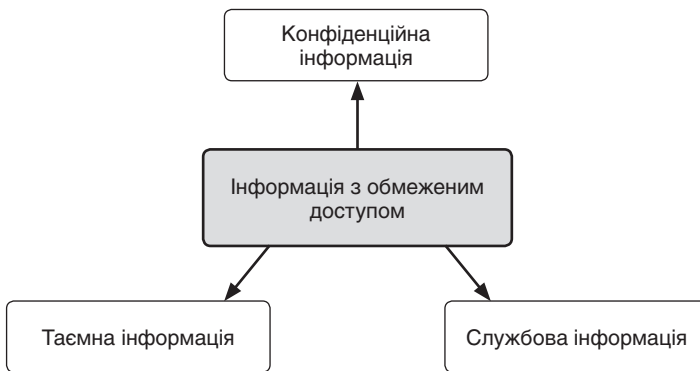 Конфіденційна
інформація
Інформація з обмеженим
доступом
Таємна інформація
Службова інформація